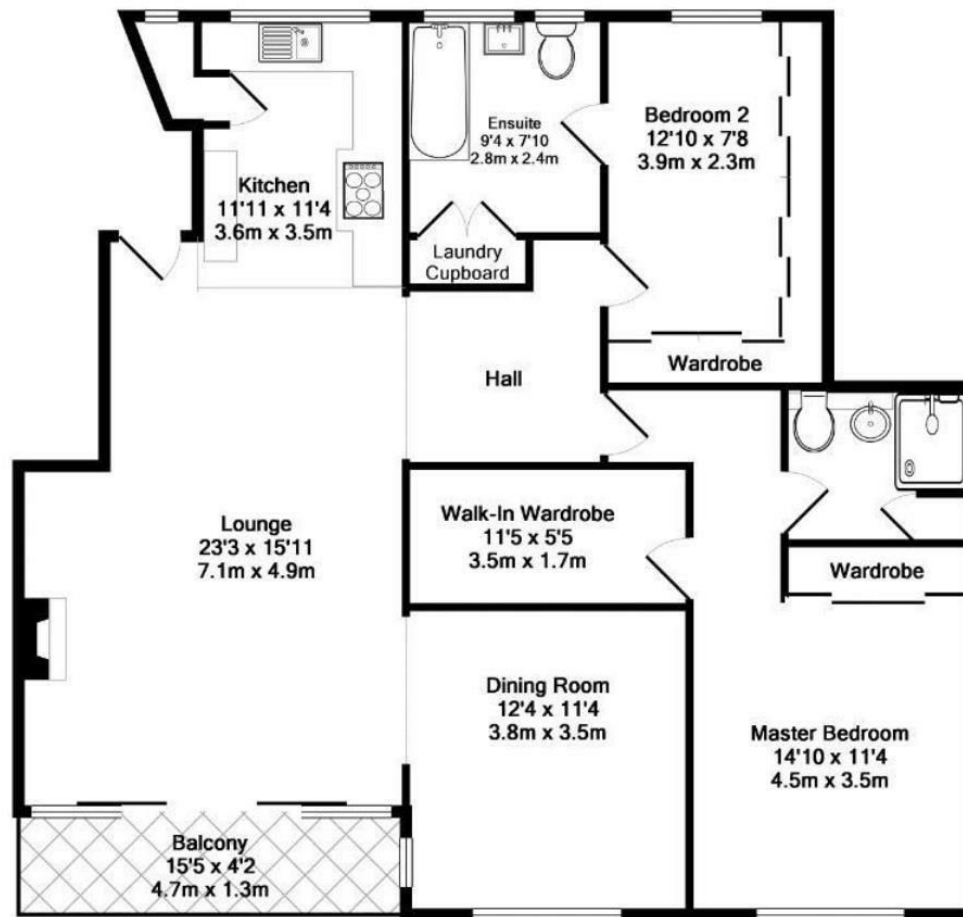 Kitchen
11'11 x 11'4
3.6m x 3.5m
Ensuite
9'4 x 7'10
2.8m x 2.4m
Bedroom 2
12'10 x 7'8
3.9m x 2.3m
Laundry
Cupboard
Hall
Wardrobe
Lounge
23'3 x 15'11
7.1m x 4.9m
Walk-In Wardrobe
11'5 x 5'5
3.5m x 1.7m
Wardrobe
Dining Room
12'4 x 11'4
3.8m x 3.5m
Master Bedroom
14'10 x 11'4
4.5m x 3.5m
Balcony
15'5 x 4'2
4.7m x 1.3m